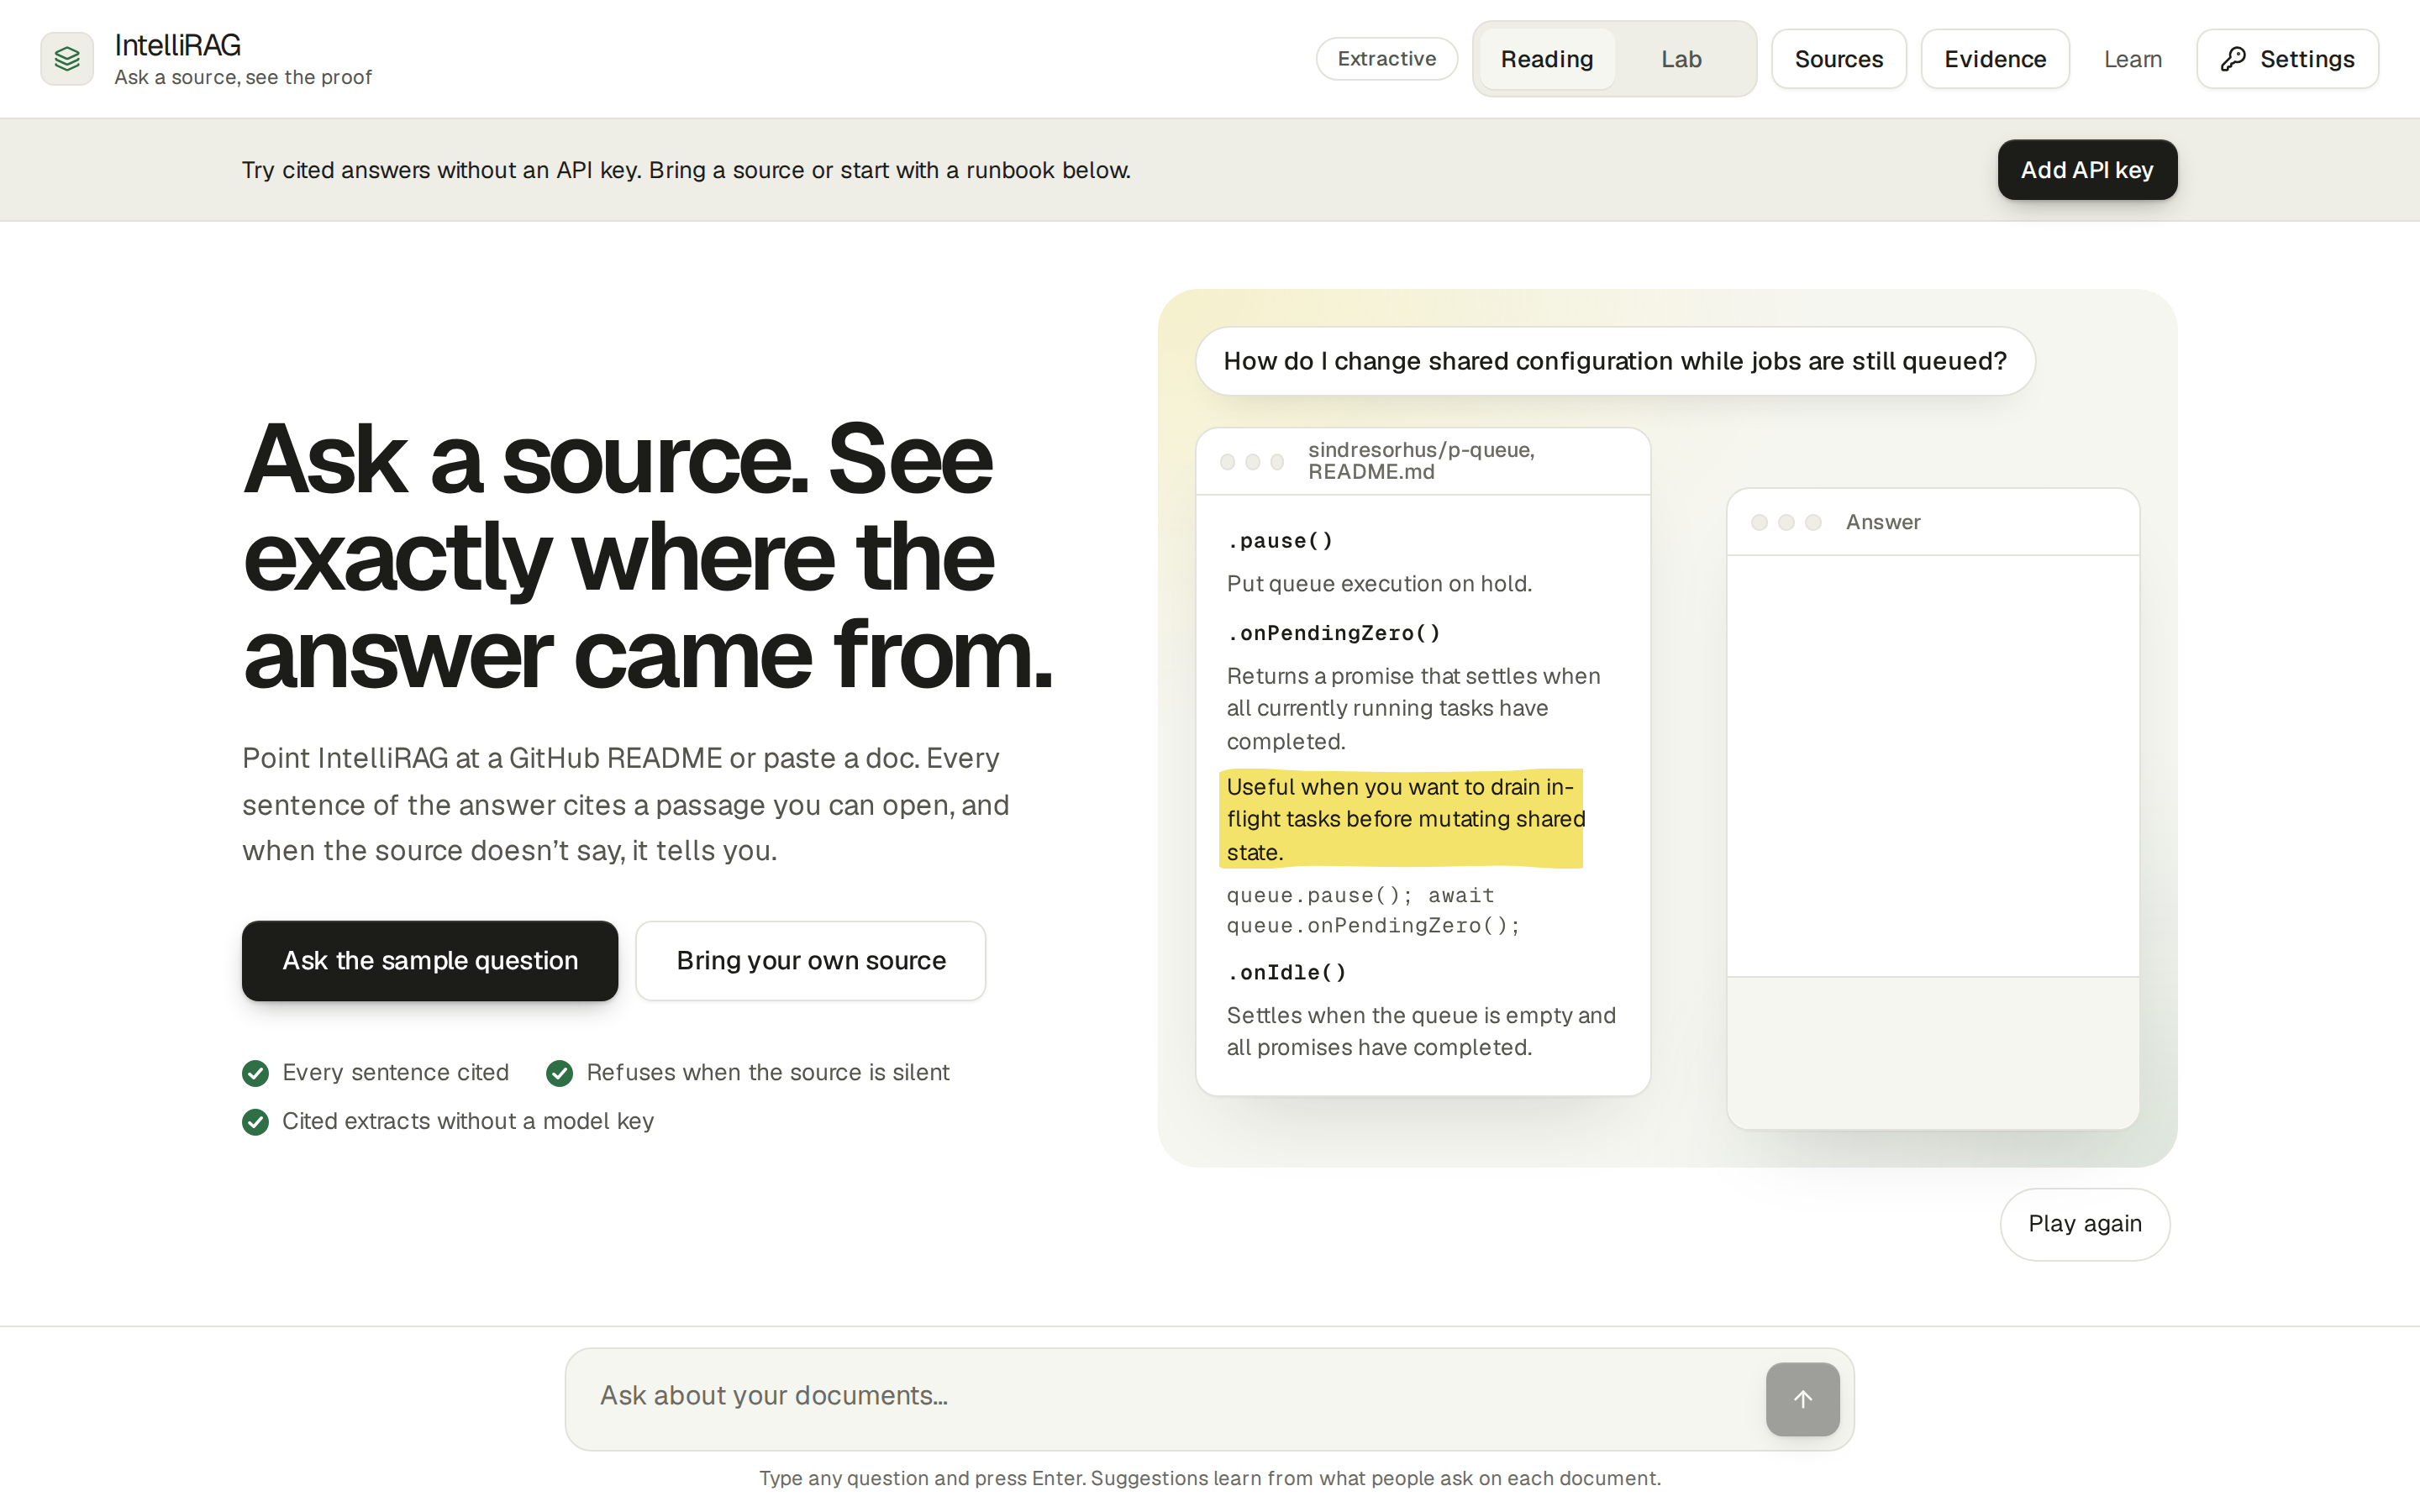 IntelliRAG
Ask a source, see the proof
Extractive
Reading
Lab
Sources
Evidence
Learn
Settings
Try cited answers without an API key. Bring a source or start with a runbook below.
Add API key
Ask a source. See
exactly where the
answer came from.
Point IntelliRAG at a GitHub README or paste a doc. Every
sentence of the answer cites a passage you can open, and
when the source doesn’t say, it tells you.
Ask the sample question
Bring your own source
Every sentence cited
Refuses when the source is silent
Cited extracts without a model key
How do I change shared configuration while jobs are still queued?
sindresorhus/p-queue,
README.md
.pause()
Put queue execution on hold.
.onPendingZero()
Returns a promise that settles when
all currently running tasks have
completed.
Useful when you want to drain in-
flight tasks before mutating shared
state.
queue.pause(); await
queue.onPendingZero();
.onIdle()
Settles when the queue is empty and
all promises have completed.
Answer
Play again
Ask about your documents…
Type any question and press Enter. Suggestions learn from what people ask on each document.